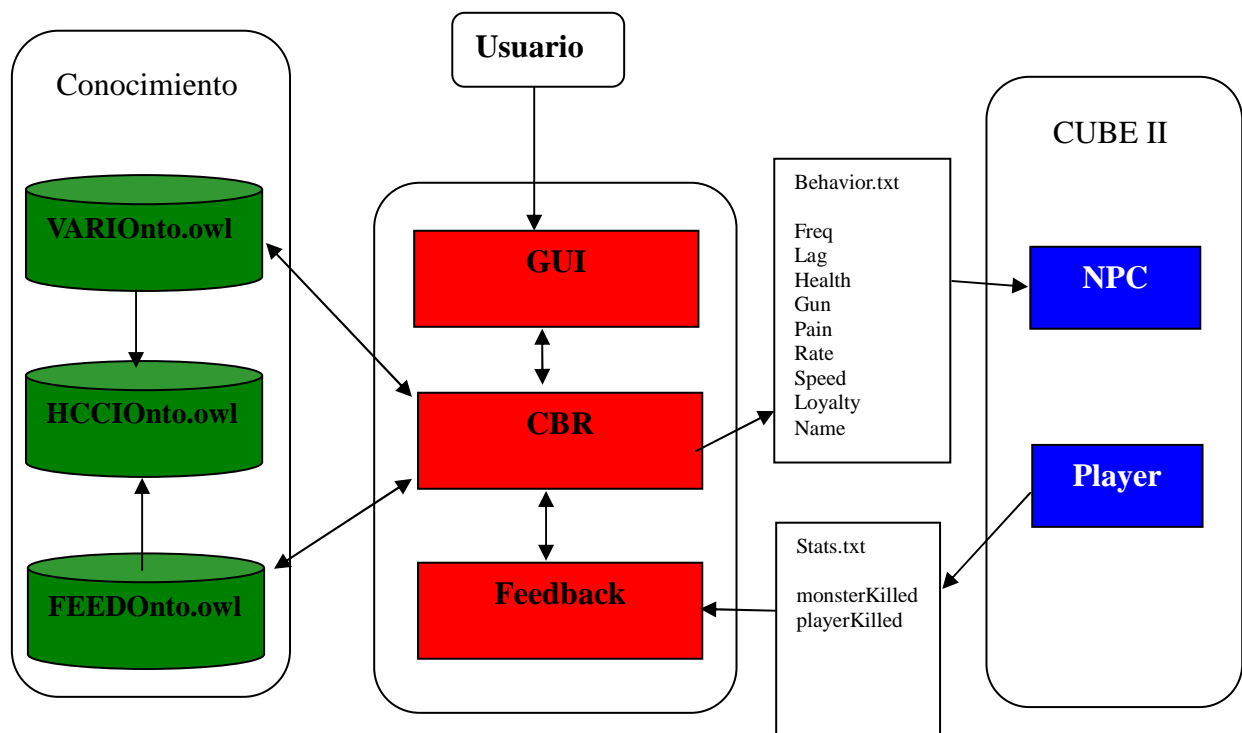 Usuario
Conocimiento
VARIOnto.owl
HCCIOnto.owl
FEEDOnto.owl
GUI
CBR
Feedback
Behavior.txt
Freq
Lag
Health
Gun
Pain
Rate
Speed
Loyalty
Name
Stats.txt
monsterKilled
playerKilled
CUBE II
NPC
Player